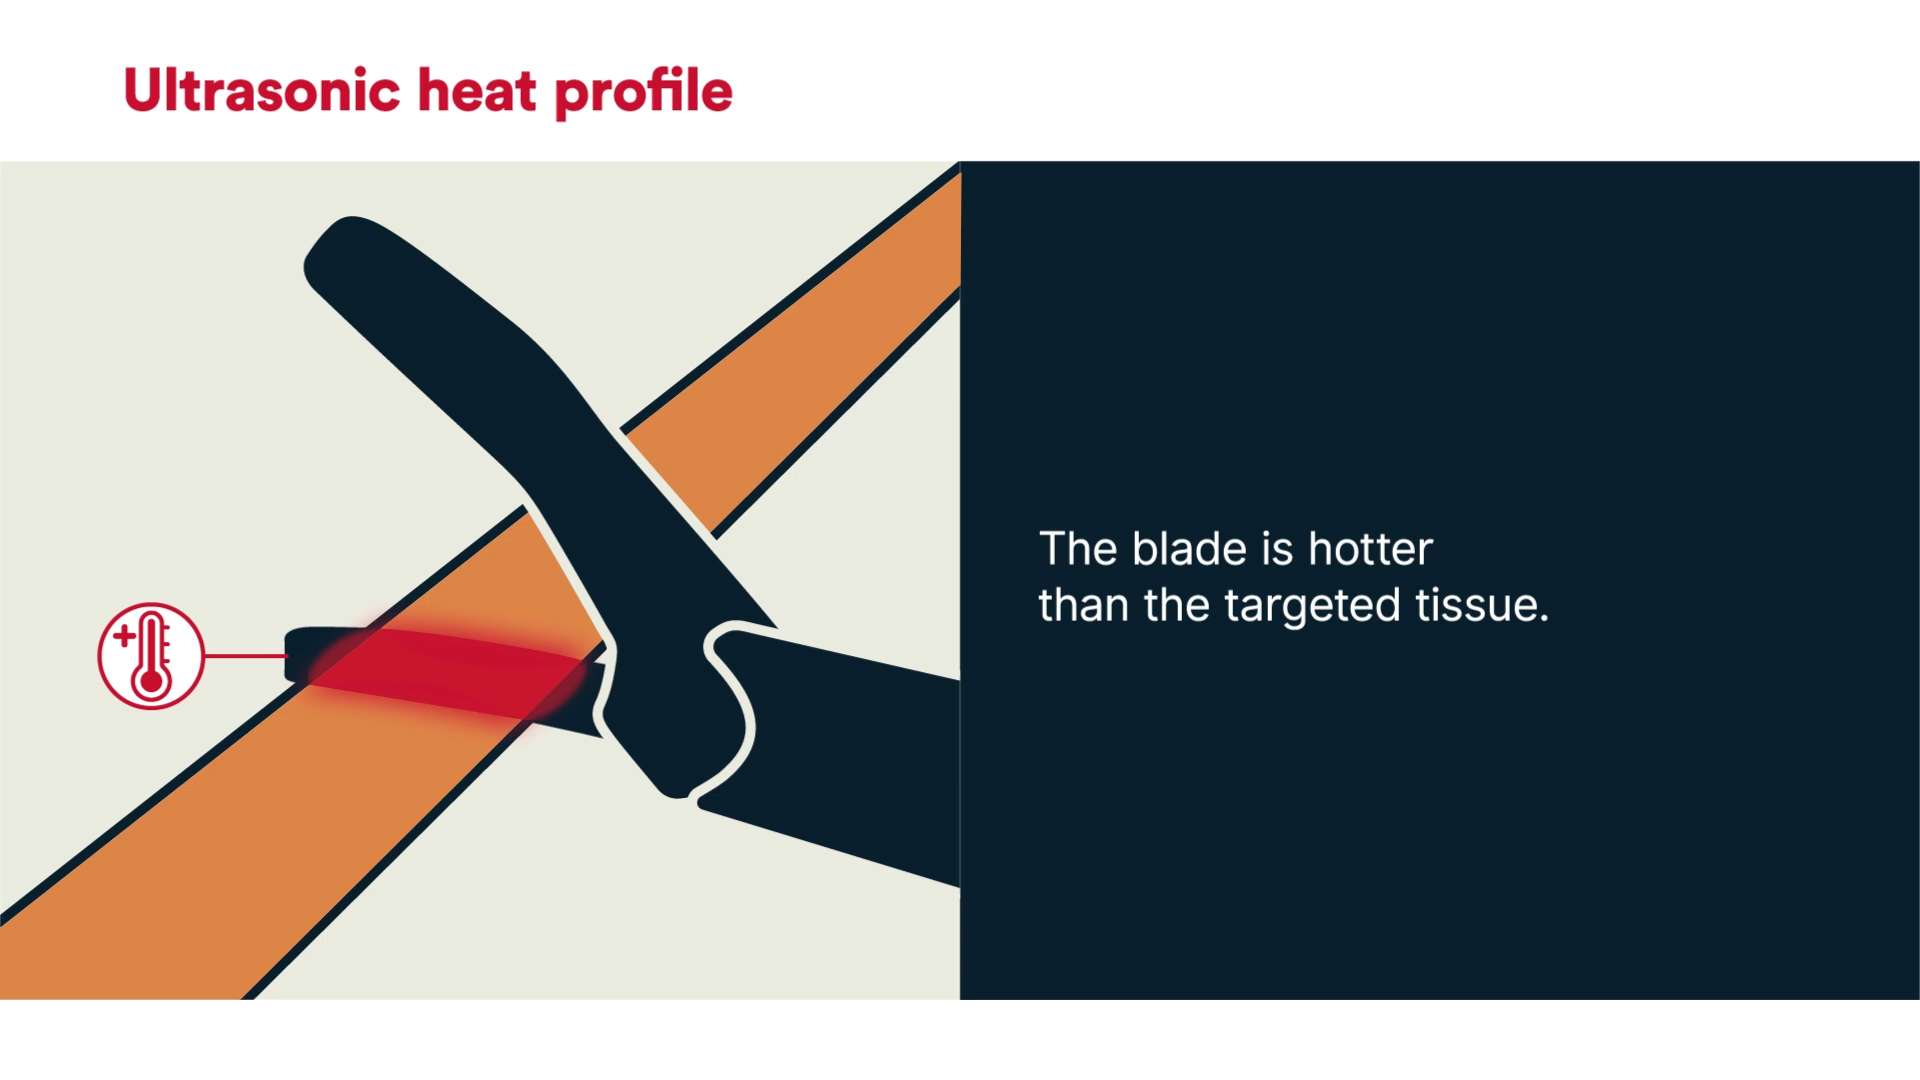 Ultrasonic heat profile
The blade is hotter
than the targeted tissue.